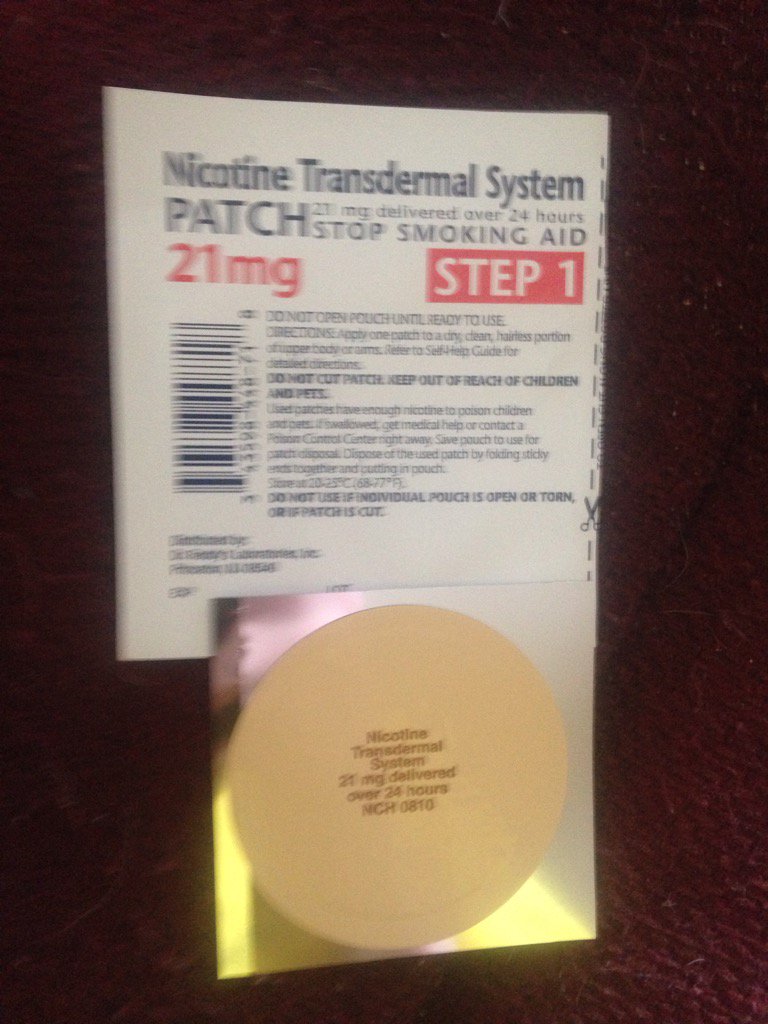 Nicotine Transdermal System
PATCH 21 mg delivered over 24 hours
STOP SMOKING AID
21mg
STEP 1
DO NOT OPEN POUCH UNTIL READY TO USE.
DIRECTIONS: Apply one patch to a dry, clean, hairless portion
of upper body or arms. Refer to Self-Help Guide for
detailed directions.
DO NOT CUT PATCH. KEEP OUT OF REACH OF CHILDREN
AND PETS.
Used patches have enough nicotine to poison children
and pets. If swallowed, get medical help or contact a
Poison Control Center right away. Save pouch to use for
patch disposal. Dispose of the used patch by folding sticky
ends together and putting in pouch.
Store at 20-25°C (68-77°F).
DO NOT USE IF INDIVIDUAL POUCH IS OPEN OR TORN,
OR IF PATCH IS CUT.
Distributed by:
Dr. Reddy's Laboratories, Inc.
Princeton, NJ 08540
EXP
LOT
Nicotine
Transdermal
System
21 mg delivered
over 24 hours
NCH 0810